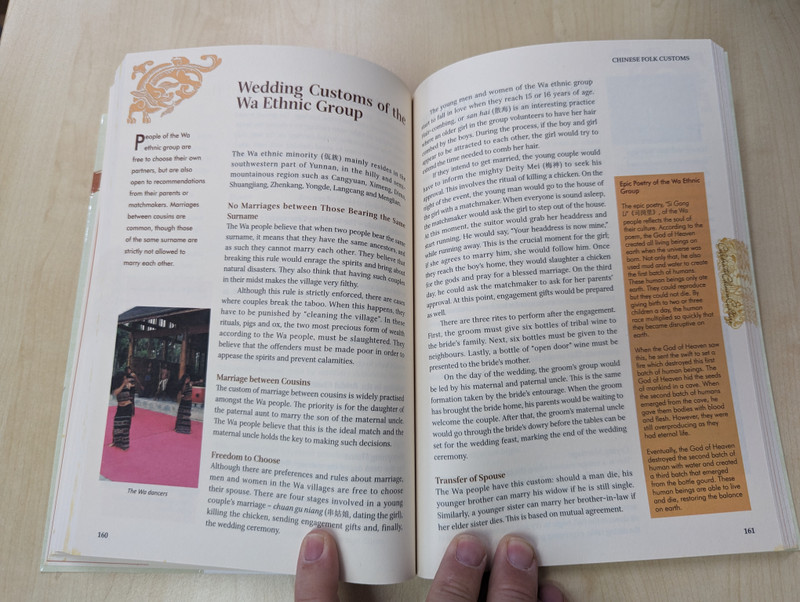 Wedding Customs of the
Wa Ethnic Group
People of the Wa
ethnic group are
free to choose their own
partners, but are also
open to recommendations
from their parents or
matchmakers. Marriages
between cousins are
common, though those
of the same surname are
strictly not allowed to
marry each other.
The Wa ethnic minority (佤族) mainly resides in the
southwestern part of Yunnan, in the hilly and semi-
mountainous region such as Cangyuan, Ximeng, Datou,
Shuangjiang, Zhenkang, Yongde, Langcang and Menglian.
No Marriages between Those Bearing the Same
Surname
The Wa people believe that when two people bear the same
surname, it means that they have the same ancestors, and
as such they cannot marry each other. They believe that
breaking this rule would enrage the spirits and bring about
natural disasters. They also think that having such couples
in their midst makes the village very filthy.
Although this rule is strictly enforced, there are cases
where couples break the taboo. When this happens, they
have to be punished by "cleaning the village". In these
rituals, pigs and ox, the two most precious form of wealth
according to the Wa people, must be slaughtered. They
believe that the offenders must be made poor in order to
appease the spirits and prevent calamities.
Marriage between Cousins
The custom of marriage between cousins is widely practised
amongst the Wa people. The priority is for the daughter of
the paternal aunt to marry the son of the maternal uncle.
The Wa people believe that this is the ideal match and the
maternal uncle holds the key to making such decisions.
Freedom to Choose
Although there are preferences and rules about marriage,
men and women in the Wa villages are free to choose
their spouse. There are four stages involved in a young
couple's marriage – chuan gu niang (串姑娘, dating the girl),
killing the chicken, sending engagement gifts and, finally,
the wedding ceremony.
The Wa dancers
160
CHINESE FOLK CUSTOMS
The young men and women of the Wa ethnic group
start to fall in love when they reach 15 or 16 years of age.
Hair-combing, or san hai (散海) is an interesting practice
where an older girl in the group volunteers to have her hair
combed by the boys. During the process, if the boy and girl
appear to be attracted to each other, the girl would try to
extend the time needed to comb her hair.
If they intend to get married, the young couple would
have to inform the mighty Deity Mei (梅神) to seek his
approval. This involves the ritual of killing a chicken. On the
night of the event, the young man would go to the house of
the girl with a matchmaker. When everyone is sound asleep,
the matchmaker would ask the girl to step out of the house.
At this moment, the suitor would grab her headdress and
start running. He would say, "Your headdress is now mine,"
while running away. This is the crucial moment for the girl;
if she agrees to marry him, she would follow him. Once
they reach the boy's home, they would slaughter a chicken
for the gods and pray for a blessed marriage. On the third
day, he could ask the matchmaker to ask for her parents'
approval. At this point, engagement gifts would be prepared
as well.
There are three rites to perform after the engagement.
First, the groom must give six bottles of tribal wine to
the bride's family. Next, six bottles must be given to the
neighbours. Lastly, a bottle of "open door" wine must be
presented to the bride's mother.
On the day of the wedding, the groom's group would
be led by his maternal and paternal uncle. This is the same
formation taken by the bride's entourage. When the groom
has brought the bride home, his parents would be waiting to
welcome the couple. After that, the groom's maternal uncle
would go through the bride's dowry before the tables can be
set for the wedding feast, marking the end of the wedding
ceremony.
Transfer of Spouse
The Wa people have this custom: should a man die, his
younger brother can marry his widow if he is still single.
Similarly, a younger sister can marry her brother-in-law if
her elder sister dies. This is based on mutual agreement.
Epic Poetry of the Wa Ethnic
Group
The epic poetry, "Si Gang
Li" 《司岗里》, of the Wa
people reflects the soul of
their culture. According to the
poem, the God of Heaven
created all living beings on
earth when the universe was
born. Not only that, he also
used mud and water to create
the first batch of humans.
These human beings only ate
earth. They could reproduce
but they could not die. By
giving birth to two or three
children a day, the human
race multiplied so quickly that
they became disruptive on
earth.
When the God of Heaven
saw this, he sent the swift to set a
fire which destroyed this first
batch of human beings. The
God of Heaven hid the seeds
of mankind in a cave. When
the second batch of humans
emerged from the cave, he
gave them bodies with blood
and flesh. However, they were
still overproducing as they
had eternal life.
Eventually, the God of Heaven
destroyed the second batch of
human with water and created
a third batch that emerged
from the bottle gourd. These
human beings are able to live
and die, restoring the balance
on earth.
161